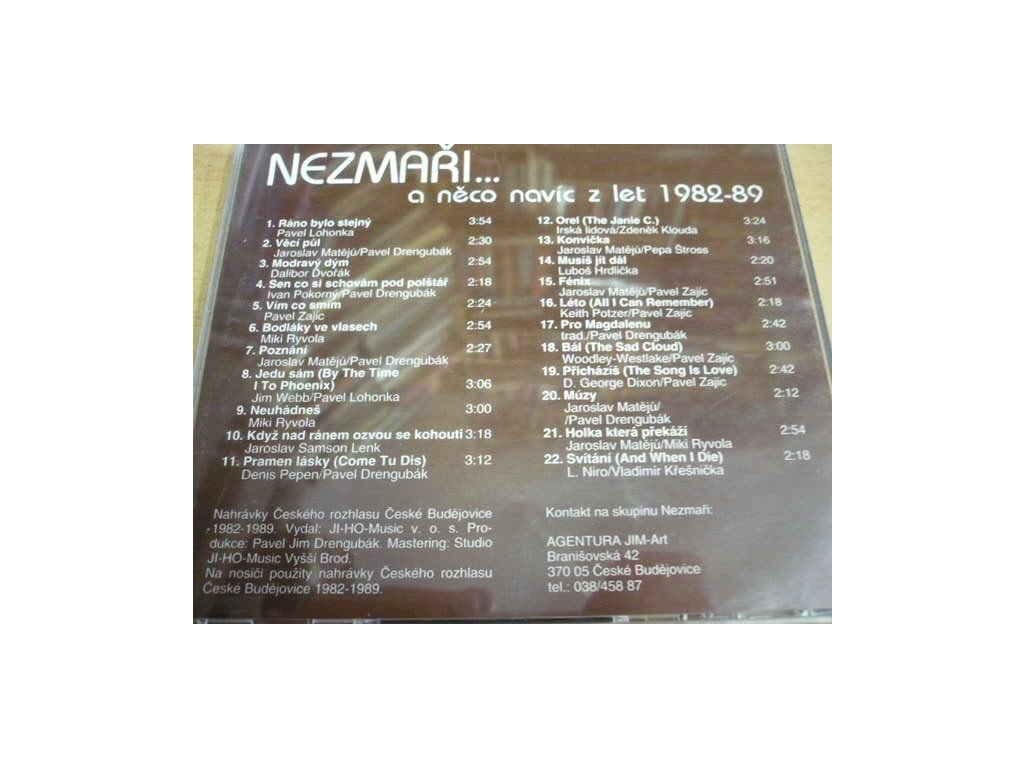 NEZMAŘI...
a něco navíc z let 1982-89
1. Ráno bylo stejný 3:54
Pavel Lohonka
2. Věcí půl 2:30
Jaroslav Matějů/Pavel Drengubák
3. Modravý dým 2:54
Dalibor Dvořák
4. Sen co si schovám pod polštář 2:18
Ivan Pokorný/Pavel Drengubák
5. Vím co smím 2:24
Pavel Zajíc
6. Bodláky ve vlasech 2:54
Miki Ryvola
7. Poznání 2:27
Jaroslav Matějů/Pavel Drengubák
8. Jedu sám (By The Time
I To Phoenix) 3:06
Jim Webb/Pavel Lohonka
9. Neuhádneš 3:00
Miki Ryvola
10. Když nad ránem ozvou se kohouti 3:18
Jaroslav Samson Lenk
11. Pramen lásky (Come Tu Dis) 3:12
Denis Pepen/Pavel Drengubák
12. Orel (The Janie C.) 3:24
Irská lidová/Zdeněk Klouda
13. Konvička 3:16
Jaroslav Matějů/Pepa Štross
14. Musíš jít dál 2:20
Luboš Hrdlička
15. Fénix 2:51
Jaroslav Matějů/Pavel Zajíc
16. Léto (All I Can Remember) 2:18
Keith Potzer/Pavel Zajíc
17. Pro Magdalenu 2:42
trad./Pavel Drengubák
18. Bál (The Sad Cloud) 3:00
Woodley-Westlake/Pavel Zajíc
19. Přicházíš (The Song Is Love) 2:42
D. George Dixon/Pavel Zajíc
20. Múzy 2:12
Jaroslav Matějů/
/Pavel Drengubák
21. Holka která překáží 2:54
Jaroslav Matějů/Miki Ryvola
22. Svítání (And When I Die) 2:18
L. Niro/Vladimír Křešnička
Nahrávky Českého rozhlasu České Budějovice
1982-1989. Vydal: JI-HO-Music v. o. s. Pro-
dukce: Pavel Jim Drengubák. Mastering: Studio
JI-HO-Music Vyšší Brod.
Na nosiči použity nahrávky Českého rozhlasu
České Budějovice 1982-1989.
Kontakt na skupinu Nezmaři:
AGENTURA JIM-Art
Branišovská 42
370 05 České Budějovice
tel.: 038/458 87